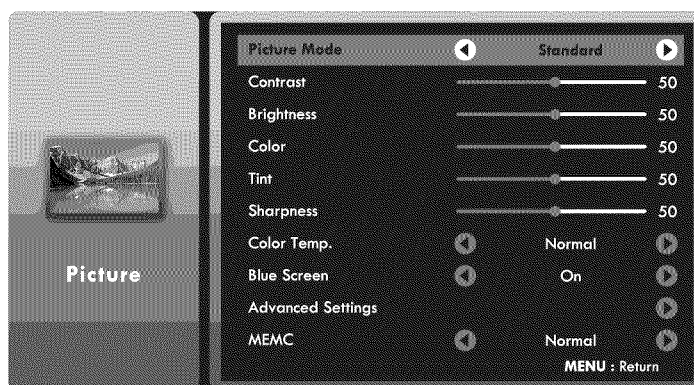 Picture Mode Standard
Contrast 50
Brightness 50
Color 50
Tint 50
Sharpness 50
Color Temp. Normal
Picture
Blue Screen On
Advanced Settings
MEMC Normal
MENU : Return